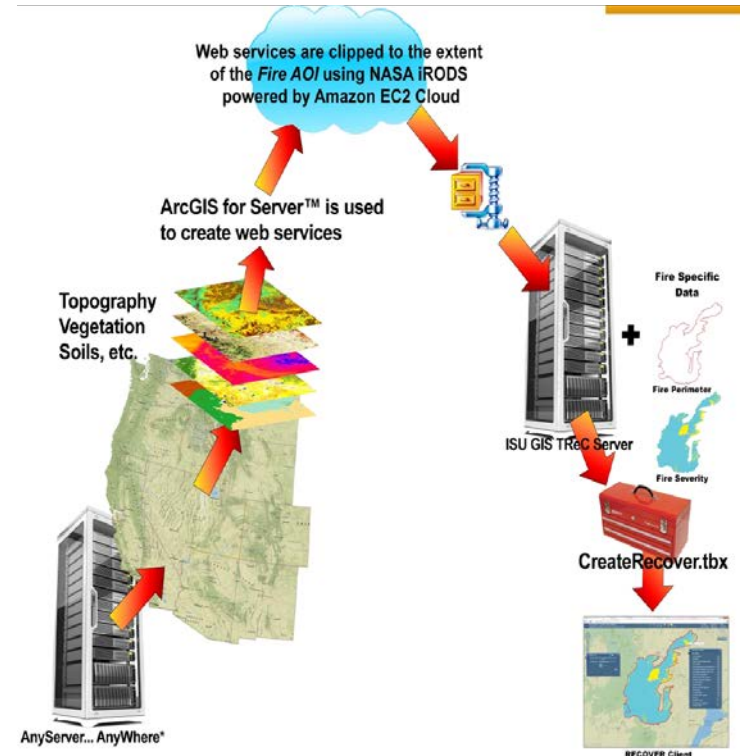 Web services are clipped to the extent
of the Fire AOI using NASA iRODS
powered by Amazon EC2 Cloud
ArcGIS for Server™ is used
to create web services
Topography
Vegetation
Soils, etc.
AnyServer... AnyWhere*
Fire Specific
Data
+
Fire Perimeter
Fire Severity
ISU GIS TReC Server
CreateRecover.tbx
RECOVER Client